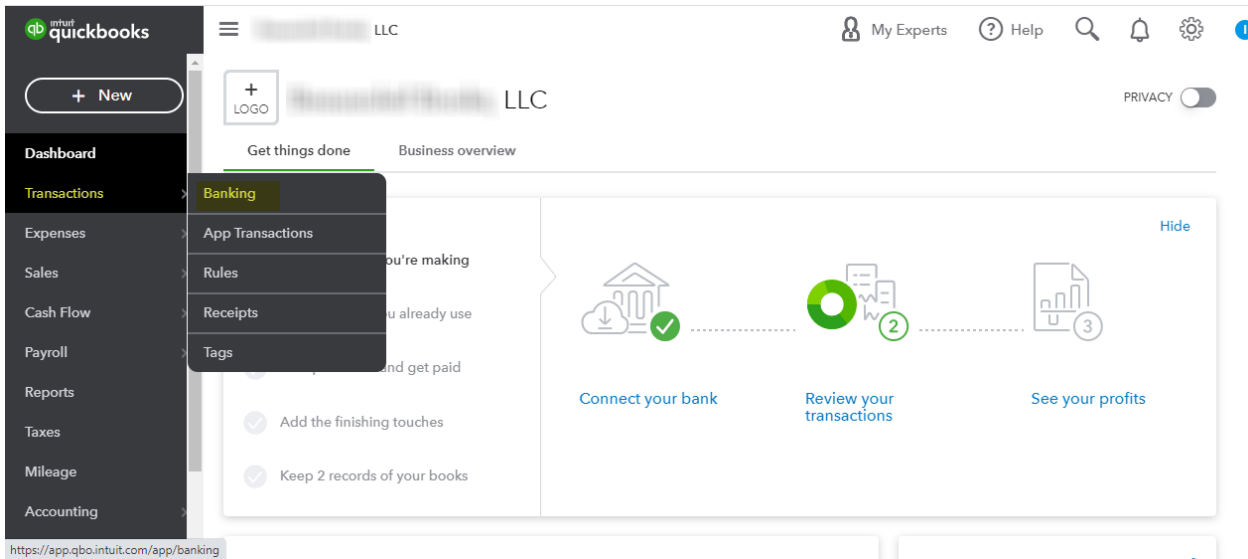 qb intuit quickbooks
LLC
My Experts
? Help
+ New
+
LOGO
LLC
PRIVACY
Dashboard
Get things done
Business overview
Transactions
Banking
Expenses
App Transactions
Hide
Sales
Rules
ou're making
Cash Flow
Receipts
u already use
2
3
Payroll
Tags
and get paid
Reports
Connect your bank
Review your
transactions
See your profits
Taxes
Add the finishing touches
Mileage
Keep 2 records of your books
Accounting
https://app.qbo.intuit.com/app/banking